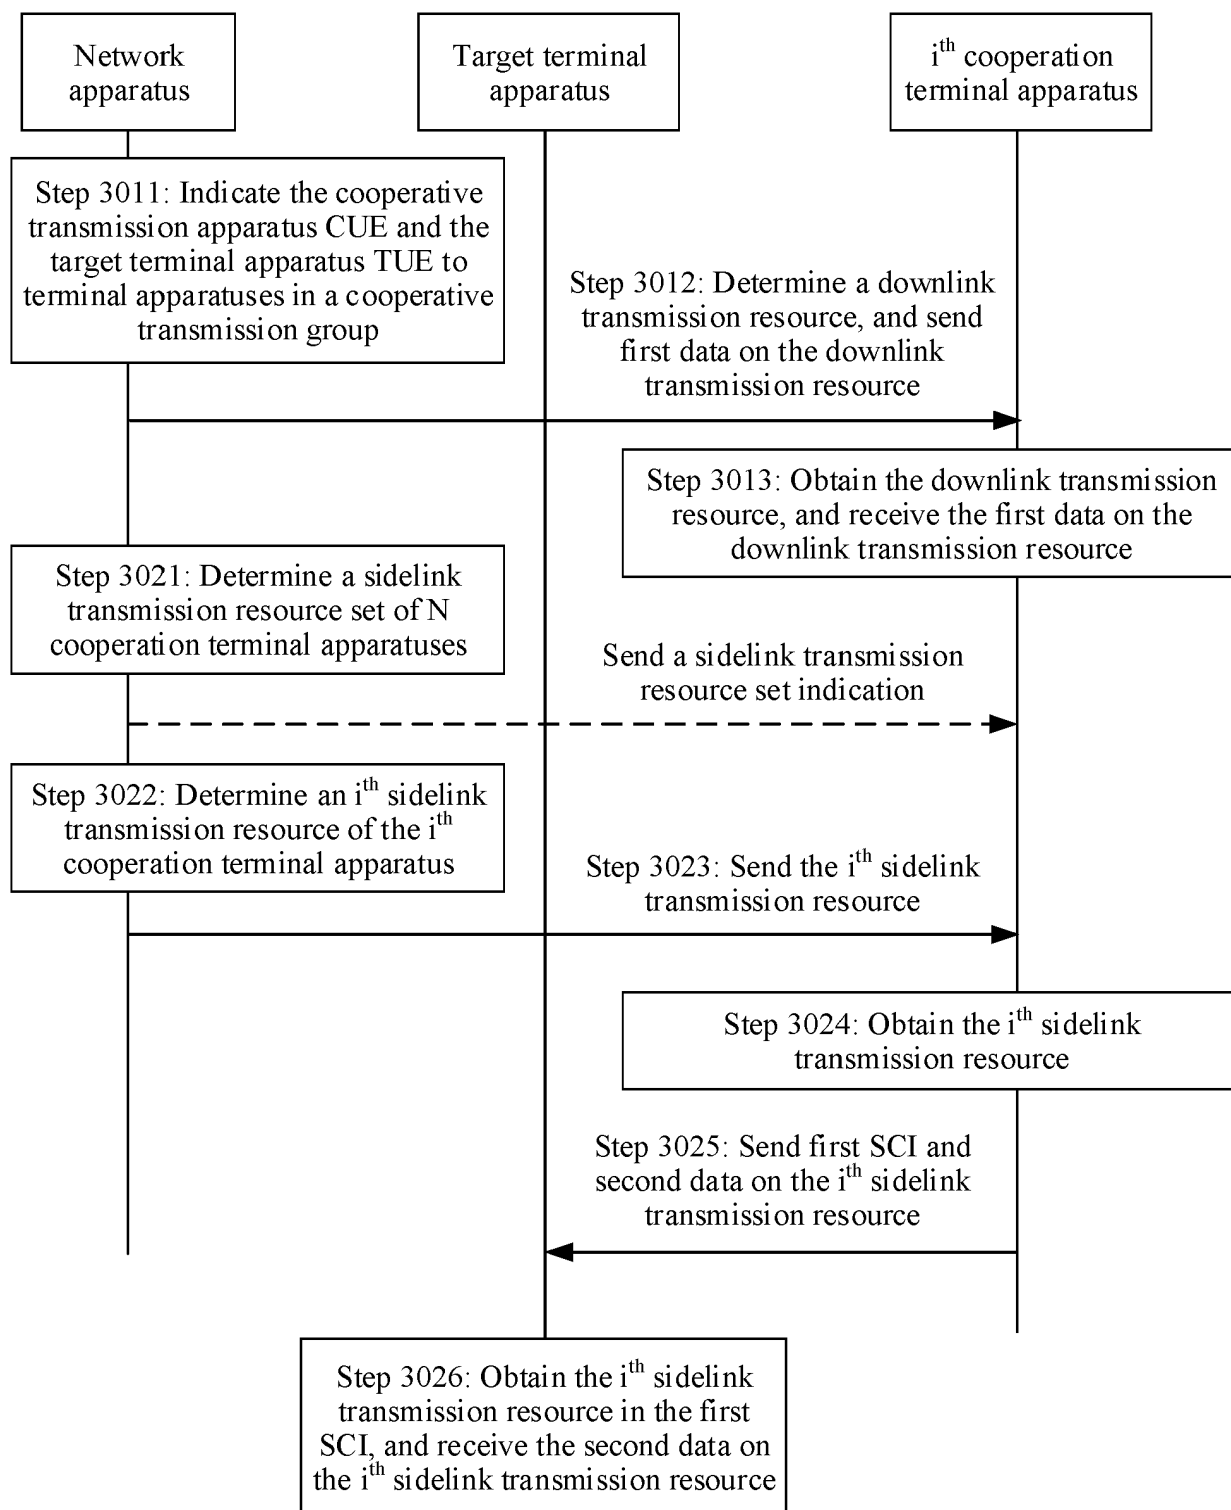 Network
apparatus
Target terminal
apparatus
i^th cooperation
terminal apparatus
Step 3011: Indicate the cooperative
transmission apparatus CUE and the
target terminal apparatus TUE to
terminal apparatuses in a cooperative
transmission group
Step 3012: Determine a downlink
transmission resource, and send
first data on the downlink
transmission resource
Step 3013: Obtain the downlink transmission
resource, and receive the first data on the
downlink transmission resource
Step 3021: Determine a sidelink
transmission resource set of N
cooperation terminal apparatuses
Send a sidelink transmission
resource set indication
Step 3022: Determine an i^th sidelink
transmission resource of the i^th
cooperation terminal apparatus
Step 3023: Send the i^th sidelink
transmission resource
Step 3024: Obtain the i^th sidelink
transmission resource
Step 3025: Send first SCI and
second data on the i^th sidelink
transmission resource
Step 3026: Obtain the i^th sidelink
transmission resource in the first
SCI, and receive the second data on
the i^th sidelink transmission resource